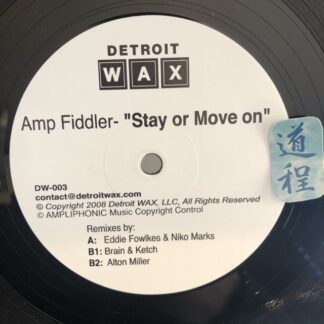 DETROIT
WAX
Amp Fiddler- "Stay or Move on"
道程
DW-003
contact@detroitwax.com
© Copyright 2008 Detroit WAX, LLC, All Rights Reserved
© AMPLIPHONIC Music Copyright Control
Remixes by:
A: Eddie Fowlkes & Niko Marks
B1: Brain & Ketch
B2: Alton Miller